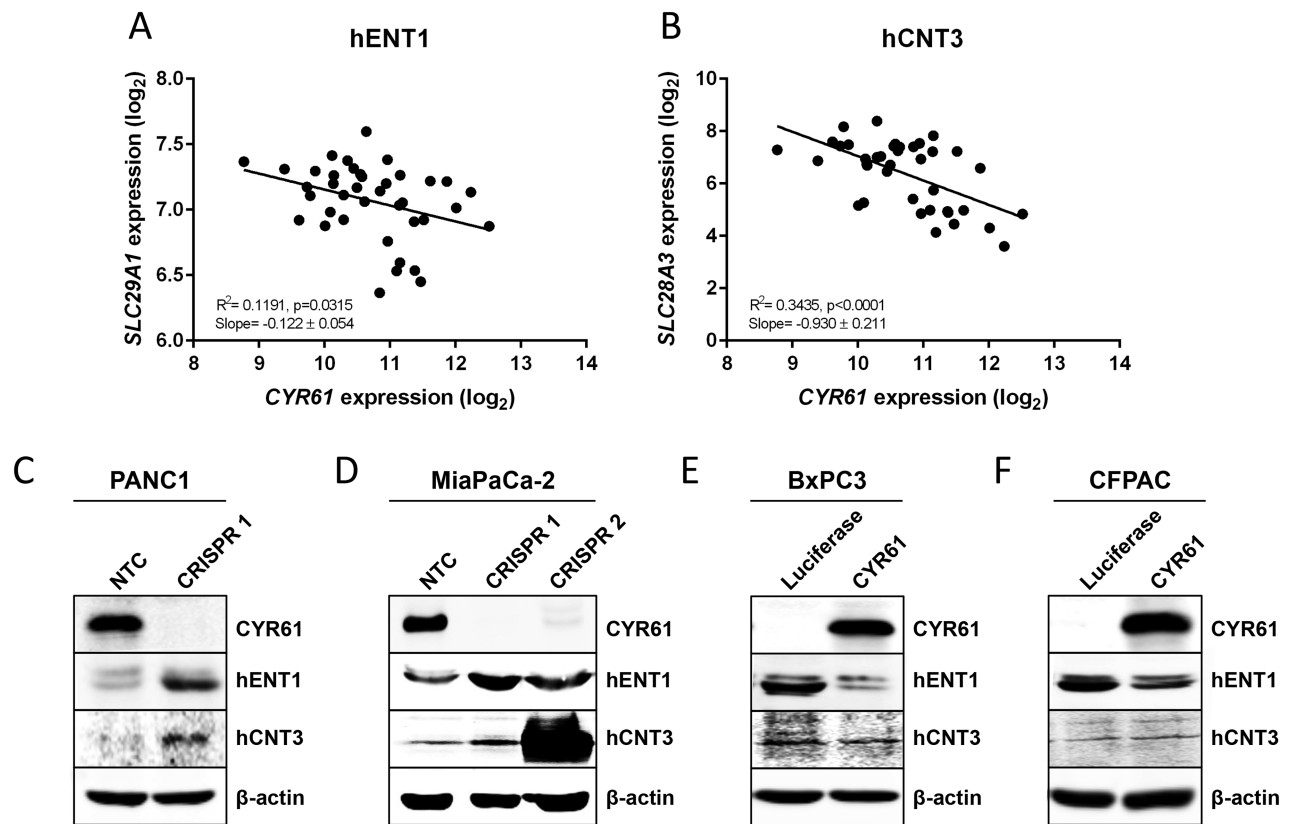 A
hENT1
SLC29A1 expression (log2)
8.0
7.5
7.0
6.5
6.0
R2= 0.1191, p=0.0315
Slope= -0.122 ± 0.054
8 9 10 11 12 13 14
CYR61 expression (log2)
B
hCNT3
SLC28A3 expression (log2)
10
8
6
4
2
0
R2= 0.3435, p<0.0001
Slope= -0.930 ± 0.211
8 9 10 11 12 13 14
CYR61 expression (log2)
C
PANC1
NTC
CRISPR 1
CYR61
hENT1
hCNT3
β-actin
D
MiaPaCa-2
NTC
CRISPR 1
CRISPR 2
CYR61
hENT1
hCNT3
β-actin
E
BxPC3
Luciferase
CYR61
CYR61
hENT1
hCNT3
β-actin
F
CFPAC
Luciferase
CYR61
CYR61
hENT1
hCNT3
β-actin